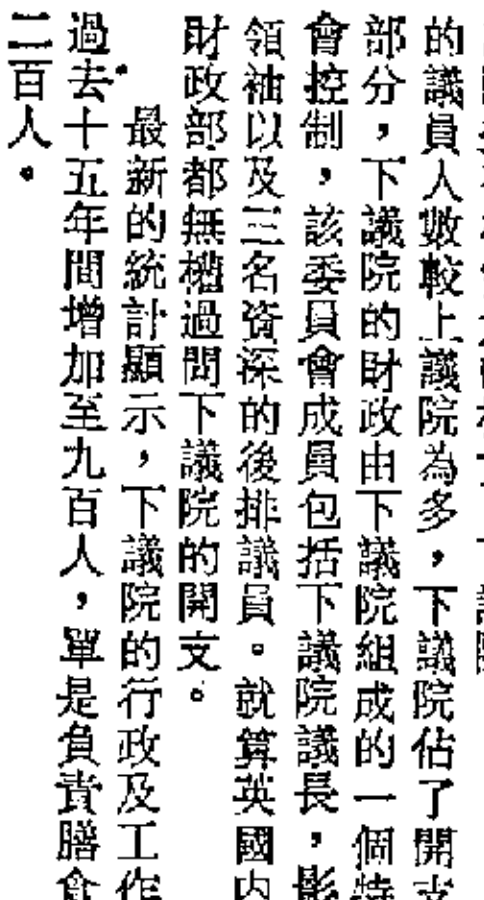 的議員人數較上議院為多，下議院佔了開支
部分，下議院的財政由下議院組成的一個特
會控制，該委員會成員包括下議院議長，影
領袖以及三名資深的後排議員。就算英國内
財政部都無權過問下議院的開支。
最新的統計顯示，下議院的行政及工作
過去十五年間增加至九百人，單是負責膳食
二百人。